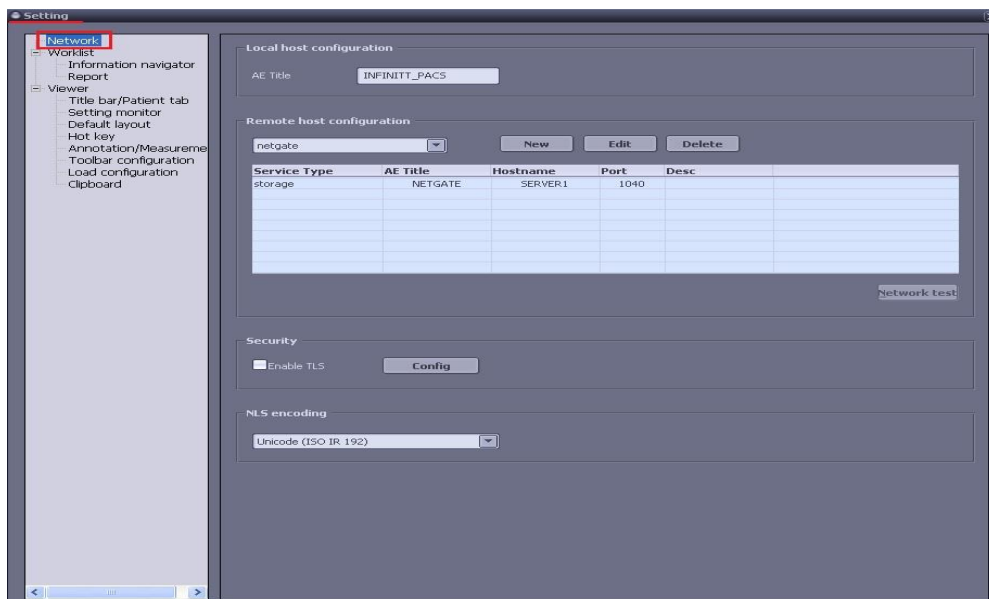 Setting
Network
Worklist
Information navigator
Report
Viewer
Title bar/Patient tab
Setting monitor
Default layout
Hot key
Annotation/Measureme
Toolbar configuration
Load configuration
Clipboard
Local host configuration
AE Title INFINITT_PACS
Remote host configuration
netgate New Edit Delete
Service Type AE Title Hostname Port Desc
storage NETGATE SERVER1 1040
Network test
Security
Enable TLS Config
NLS encoding
Unicode (ISO IR 192)